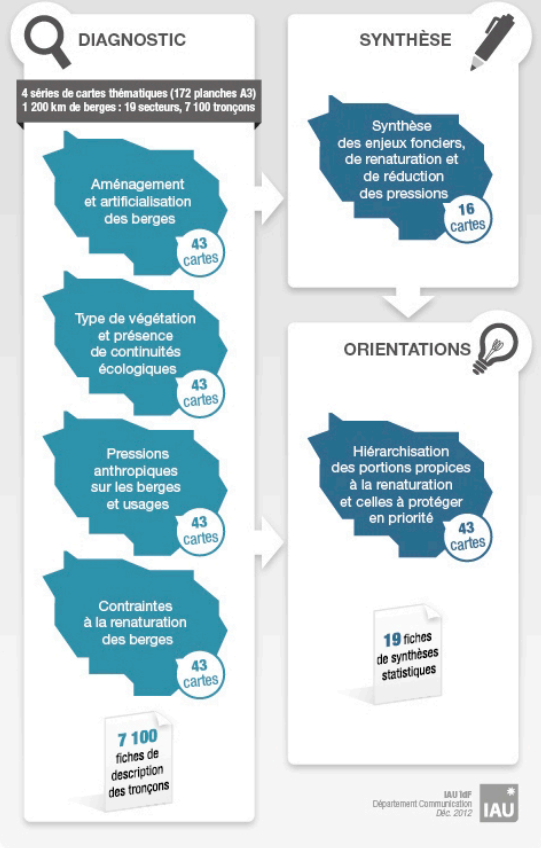 DIAGNOSTIC
4 séries de cartes thématiques (172 planches A3)
1 200 km de berges : 19 secteurs, 7 100 tronçons
Aménagement
et artificialisation
des berges
43
cartes
Type de végétation
et présence
de continuités
écologiques
43
cartes
Pressions
anthropiques
sur les berges
et usages
43
cartes
Contraintes
à la renaturation
des berges
43
cartes
7 100
fiches de
description
des tronçons
SYNTHÈSE
Synthèse
des enjeux fonciers,
de renaturation et
de réduction
des pressions
16
cartes
ORIENTATIONS
Hiérarchisation
des portions propices
à la renaturation
et celles à protéger
en priorité
43
cartes
19 fiches
de synthèses
statistiques
IAU îdF
Département Communication
Déc. 2012
IAU